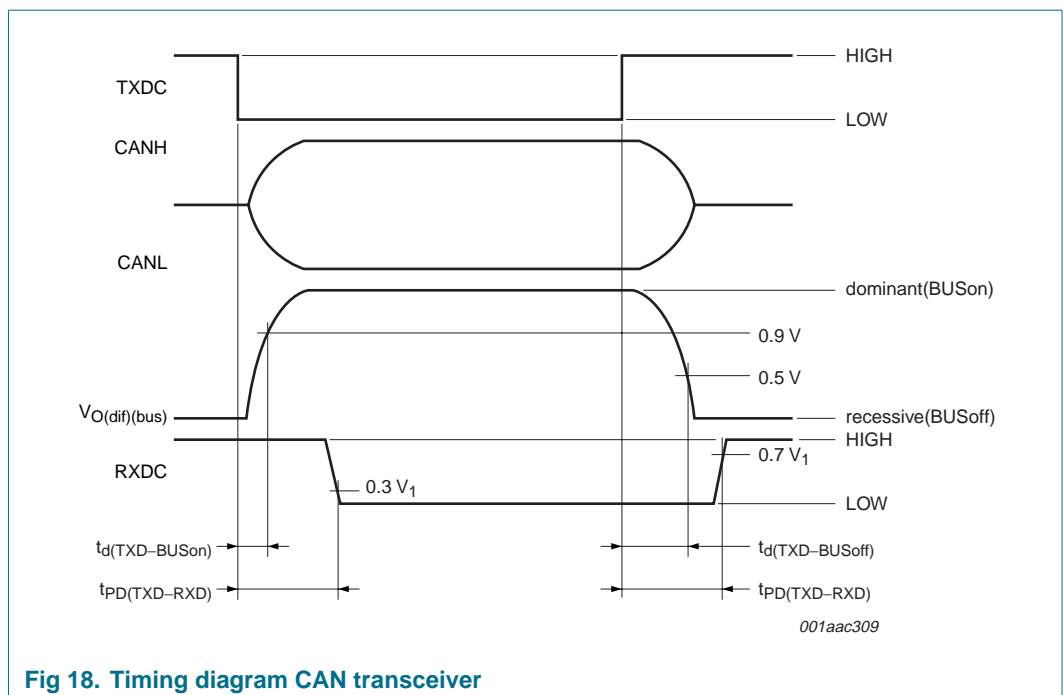 HIGH
TXDC
LOW
CANH
CANL
dominant(BUSon)
0.9 V
0.5 V
VO(dif)(bus)
recessive(BUSoff)
HIGH
RXDC
0.7 V1
0.3 V1
LOW
td(TXD−BUSon)
td(TXD−BUSoff)
tPD(TXD−RXD)
tPD(TXD−RXD)
001aac309
Fig 18. Timing diagram CAN transceiver